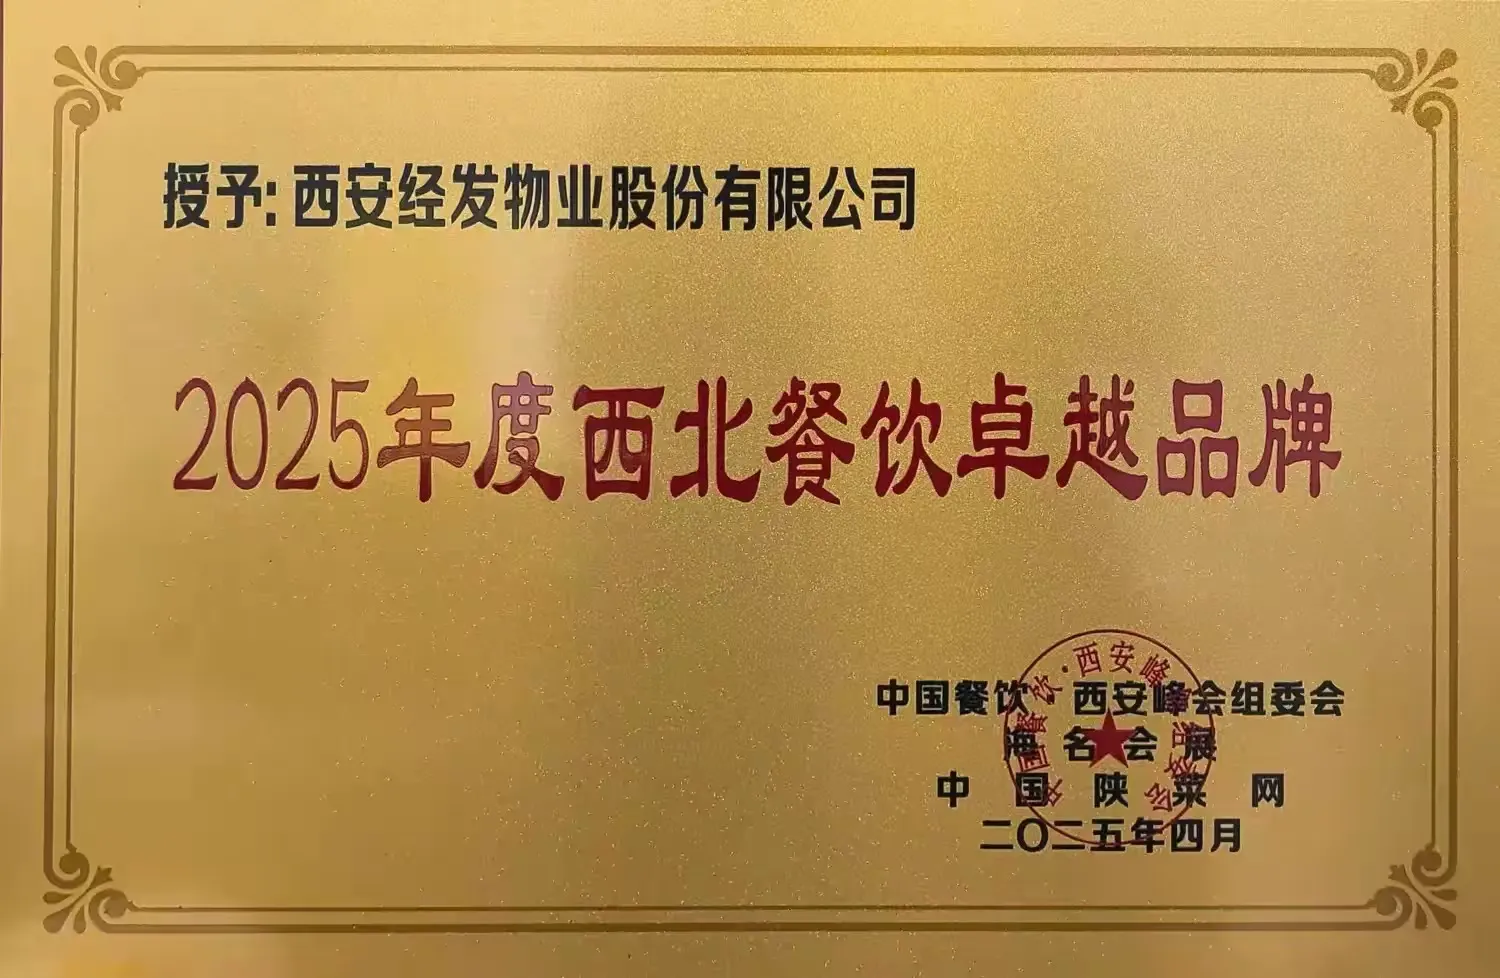 授予:西安经发物业股份有限公司
2025年度西北餐饮卓越品牌
中国餐饮·西安峰会组委会
海名会展
中国陕菜网
二〇二五年四月